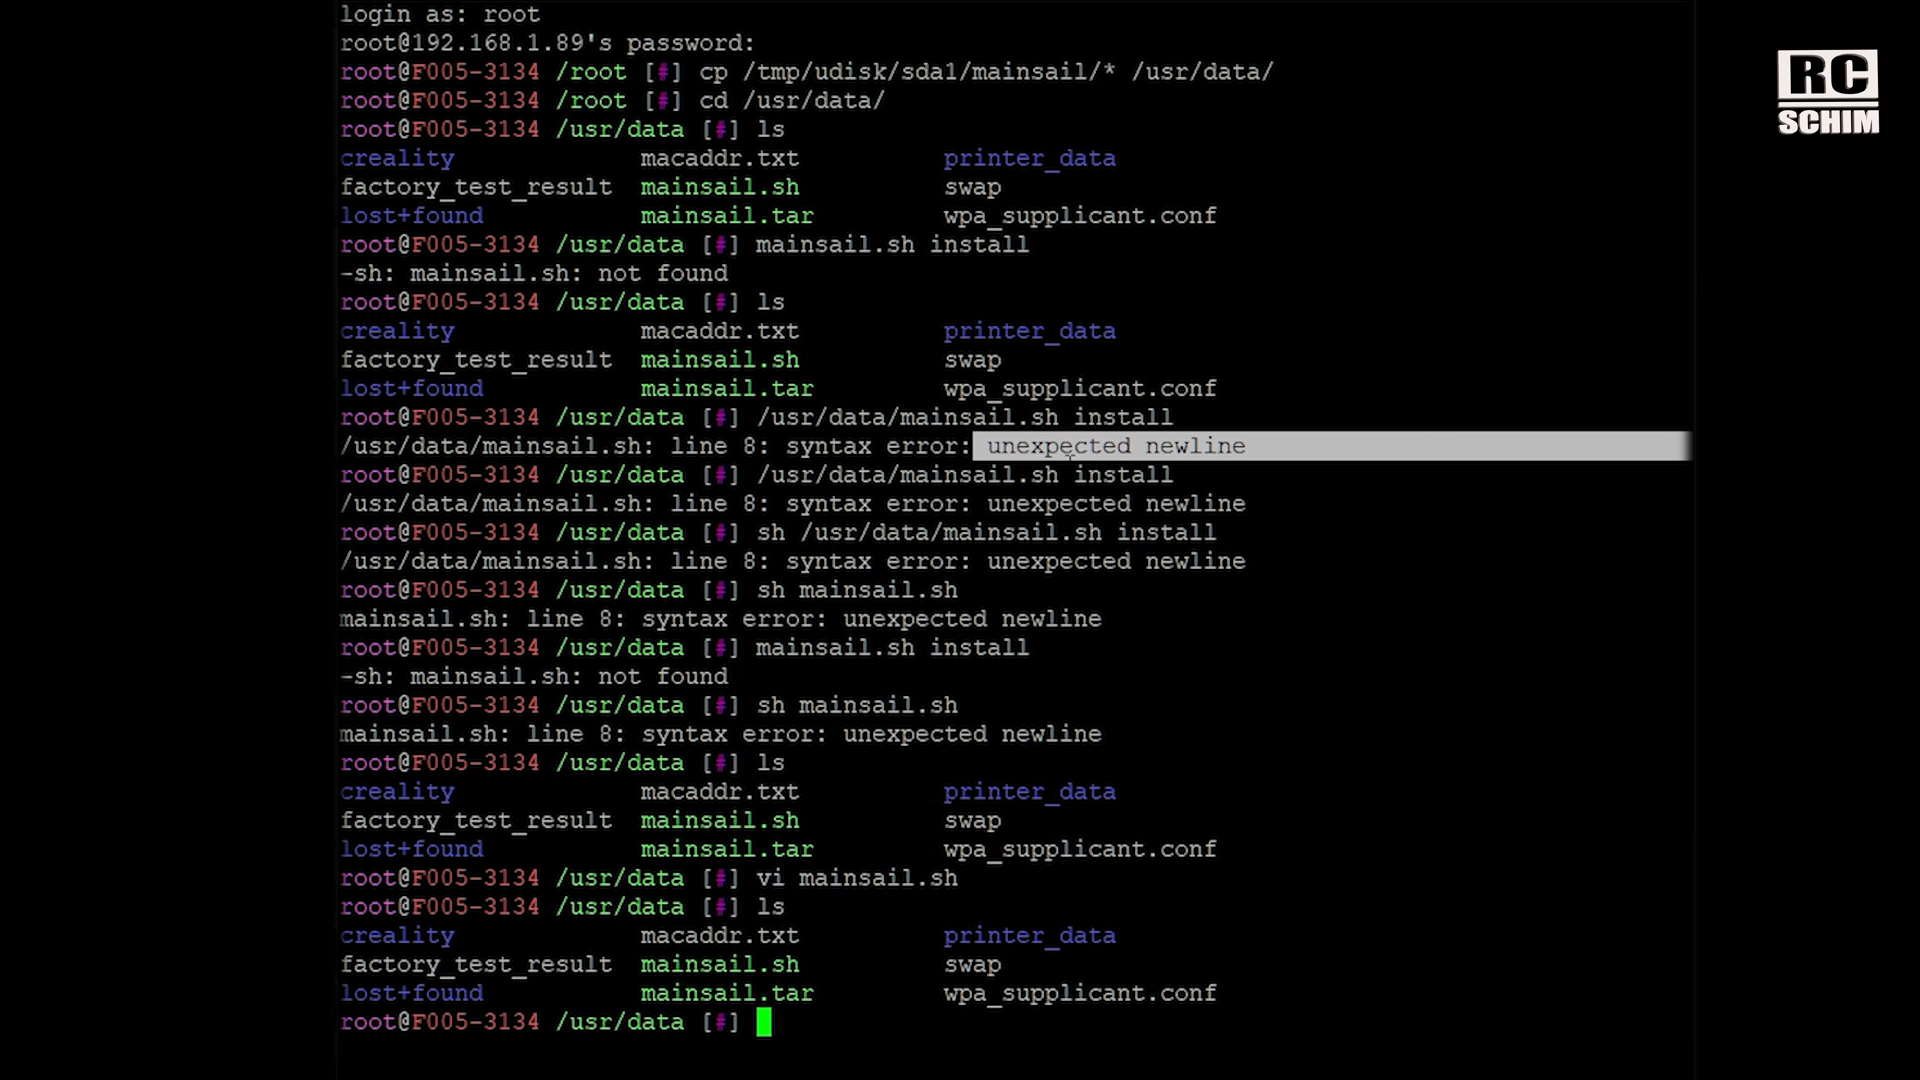 login as: root
root@192.168.1.89's password:
root@F005-3134 /root [#] cp /tmp/udisk/sda1/mainsail/* /usr/data/
root@F005-3134 /root [#] cd /usr/data/
root@F005-3134 /usr/data [#] ls
creality macaddr.txt printer_data
factory_test_result mainsail.sh swap
lost+found mainsail.tar wpa_supplicant.conf
root@F005-3134 /usr/data [#] mainsail.sh install
-sh: mainsail.sh: not found
root@F005-3134 /usr/data [#] ls
creality macaddr.txt printer_data
factory_test_result mainsail.sh swap
lost+found mainsail.tar wpa_supplicant.conf
root@F005-3134 /usr/data [#] /usr/data/mainsail.sh install
/usr/data/mainsail.sh: line 8: syntax error: unexpected newline
root@F005-3134 /usr/data [#] /usr/data/mainsail.sh install
/usr/data/mainsail.sh: line 8: syntax error: unexpected newline
root@F005-3134 /usr/data [#] sh /usr/data/mainsail.sh install
/usr/data/mainsail.sh: line 8: syntax error: unexpected newline
root@F005-3134 /usr/data [#] sh mainsail.sh
mainsail.sh: line 8: syntax error: unexpected newline
root@F005-3134 /usr/data [#] mainsail.sh install
-sh: mainsail.sh: not found
root@F005-3134 /usr/data [#] sh mainsail.sh
mainsail.sh: line 8: syntax error: unexpected newline
root@F005-3134 /usr/data [#] ls
creality macaddr.txt printer_data
factory_test_result mainsail.sh swap
lost+found mainsail.tar wpa_supplicant.conf
root@F005-3134 /usr/data [#] vi mainsail.sh
root@F005-3134 /usr/data [#] ls
creality macaddr.txt printer_data
factory_test_result mainsail.sh swap
lost+found mainsail.tar wpa_supplicant.conf
root@F005-3134 /usr/data [#]
RC
SCHIM